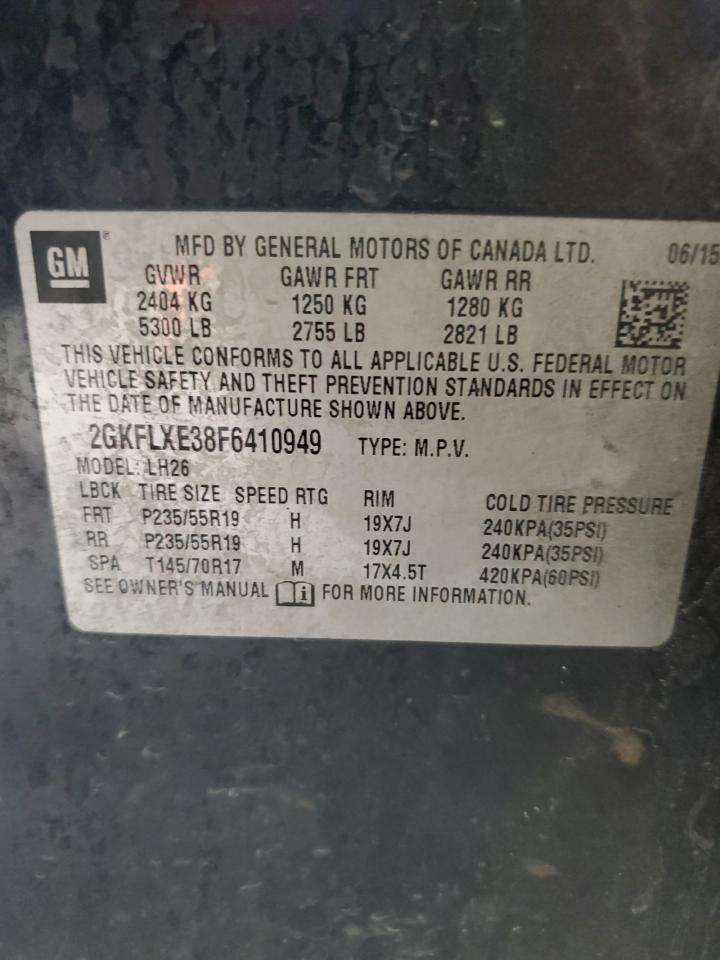 GM ® MFD BY GENERAL MOTORS OF CANADA LTD. 06/15
GVWR GAWR FRT GAWR RR
2404 KG 1250 KG 1280 KG
5300 LB 2755 LB 2821 LB
THIS VEHICLE CONFORMS TO ALL APPLICABLE U.S. FEDERAL MOTOR
VEHICLE SAFETY AND THEFT PREVENTION STANDARDS IN EFFECT ON
THE DATE OF MANUFACTURE SHOWN ABOVE.
2GKFLXE38F6410949 TYPE: M.P.V.
MODEL: LH26
LBCK TIRE SIZE SPEED RTG RIM COLD TIRE PRESSURE
FRT P235/55R19 H 19X7J 240KPA(35PSI)
RR P235/55R19 H 19X7J 240KPA(35PSI)
SPA T145/70R17 M 17X4.5T 420KPA(60PSI)
SEE OWNER'S MANUAL i FOR MORE INFORMATION.